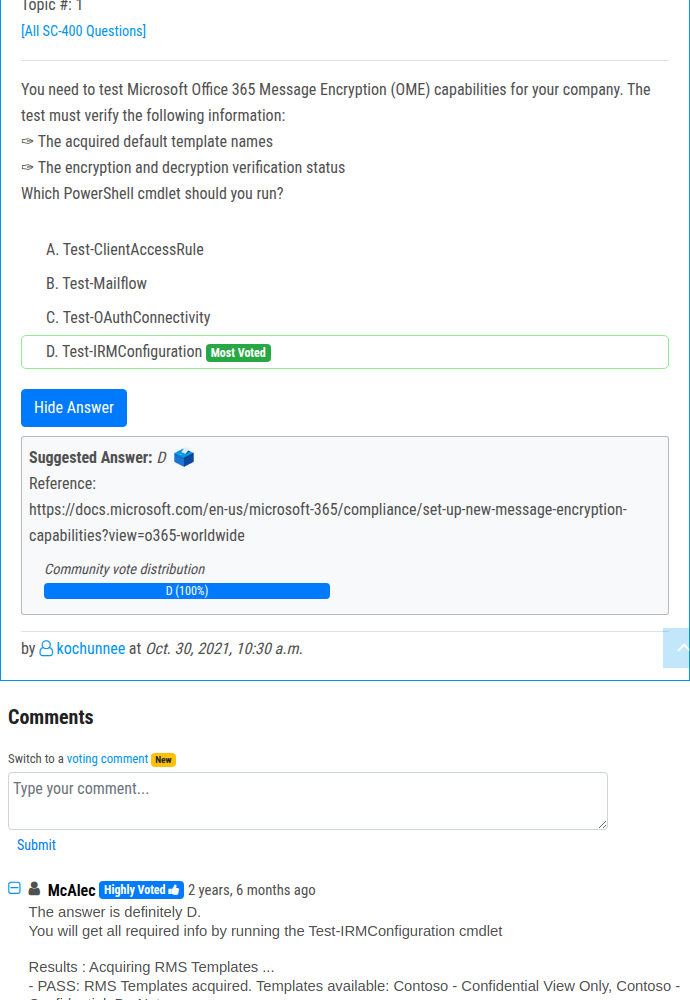 Topic #: 1
[All SC-400 Questions]
You need to test Microsoft Office 365 Message Encryption (OME) capabilities for your company. The
test must verify the following information:
✑ The acquired default template names
✑ The encryption and decryption verification status
Which PowerShell cmdlet should you run?
A. Test-ClientAccessRule
B. Test-Mailflow
C. Test-OAuthConnectivity
D. Test-IRMConfiguration Most Voted
Hide Answer
Suggested Answer: D
Reference:
https://docs.microsoft.com/en-us/microsoft-365/compliance/set-up-new-message-encryption-
capabilities?view=o365-worldwide
Community vote distribution
D (100%)
by kochunnee at Oct. 30, 2021, 10:30 a.m.
Comments
Switch to a voting comment New
Type your comment...
Submit
McAlec Highly Voted 2 years, 6 months ago
The answer is definitely D.
You will get all required info by running the Test-IRMConfiguration cmdlet
Results : Acquiring RMS Templates ...
- PASS: RMS Templates acquired. Templates available: Contoso - Confidential View Only, Contoso -